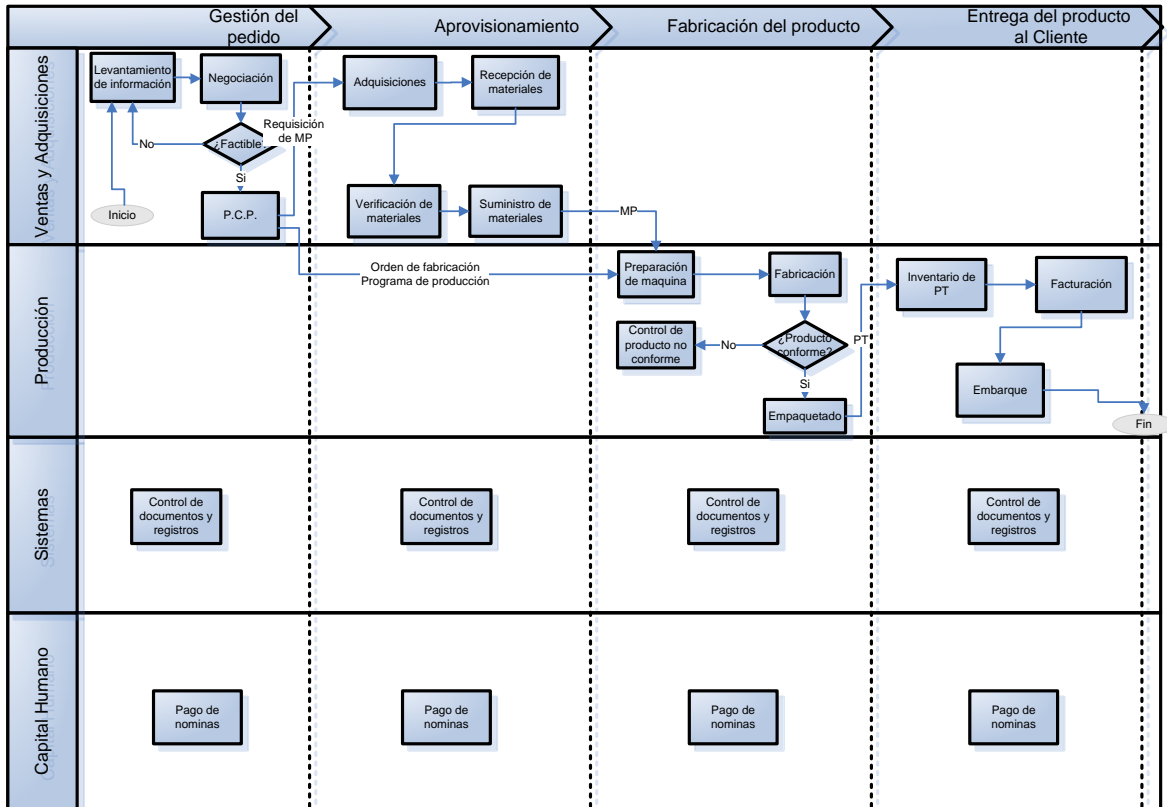 Gestión del
pedido
Aprovisionamiento
Fabricación del producto
Entrega del producto
al Cliente
Ventas y Adquisiciones
Levantamiento
de información
Negociación
¿Factible?
No
Si
Requisición
de MP
P.C.P.
Inicio
Adquisiciones
Recepción de
materiales
Verificación de
materiales
Suministro de
materiales
MP
Producción
Orden de fabricación
Programa de producción
Preparación
de maquina
Fabricación
¿Producto
conforme?
No
Control de
producto no
conforme
Si
Empaquetado
PT
Inventario de
PT
Facturación
Embarque
Fin
Sistemas
Control de
documentos y
registros
Control de
documentos y
registros
Control de
documentos y
registros
Control de
documentos y
registros
Capital Humano
Pago de
nominas
Pago de
nominas
Pago de
nominas
Pago de
nominas